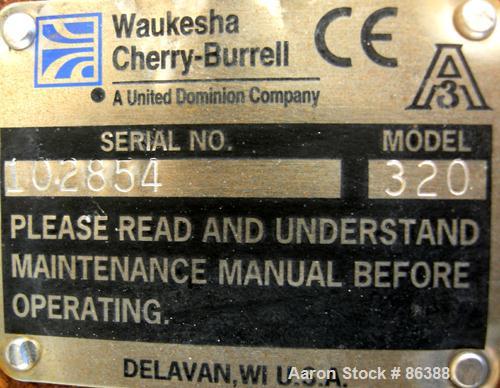 Waukesha
Cherry-Burrell
CE
A United Dominion Company
A
3
SERIAL NO. MODEL
102854 320
PLEASE READ AND UNDERSTAND
MAINTENANCE MANUAL BEFORE
OPERATING.
DELAVAN, WI U.S.A.
Aaron Stock # 86388